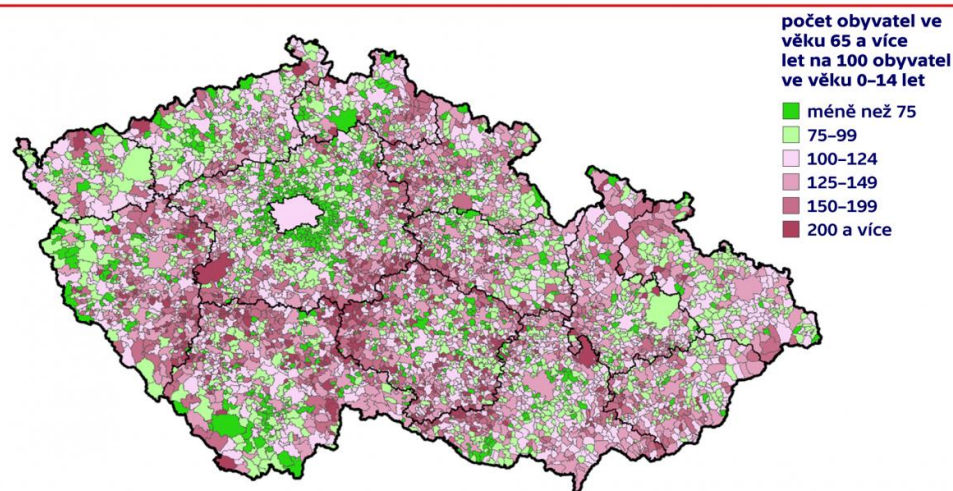 počet obyvatel ve
věku 65 a více
let na 100 obyvatel
ve věku 0–14 let
méně než 75
75–99
100–124
125–149
150–199
200 a více